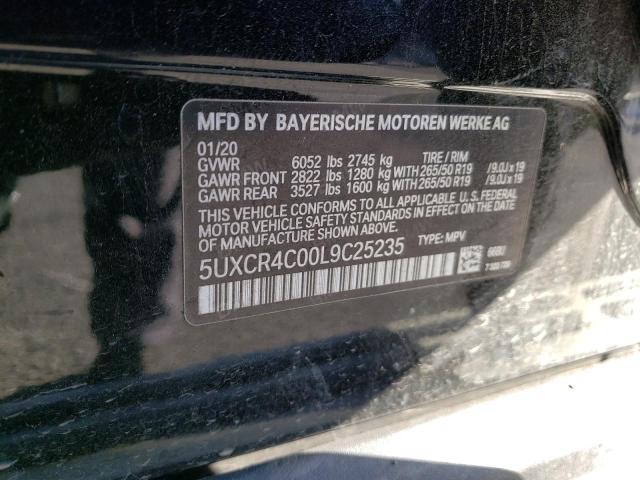 MFD BY BAYERISCHE MOTOREN WERKE AG
01/20
GVWR 6052 lbs 2745 kg TIRE / RIM
GAWR FRONT 2822 lbs 1280 kg WITH 265/50 R19 /9.0J x 19
GAWR REAR 3527 lbs 1600 kg WITH 265/50 R19 /9.0J x 19
THIS VEHICLE CONFORMS TO ALL APPLICABLE U.S. FEDERAL
MOTOR VEHICLE SAFETY STANDARDS IN EFFECT ON THE DATE OF
MANUFACTURE SHOWN ABOVE.
5UXCR4C00L9C25235 TYPE: MPV